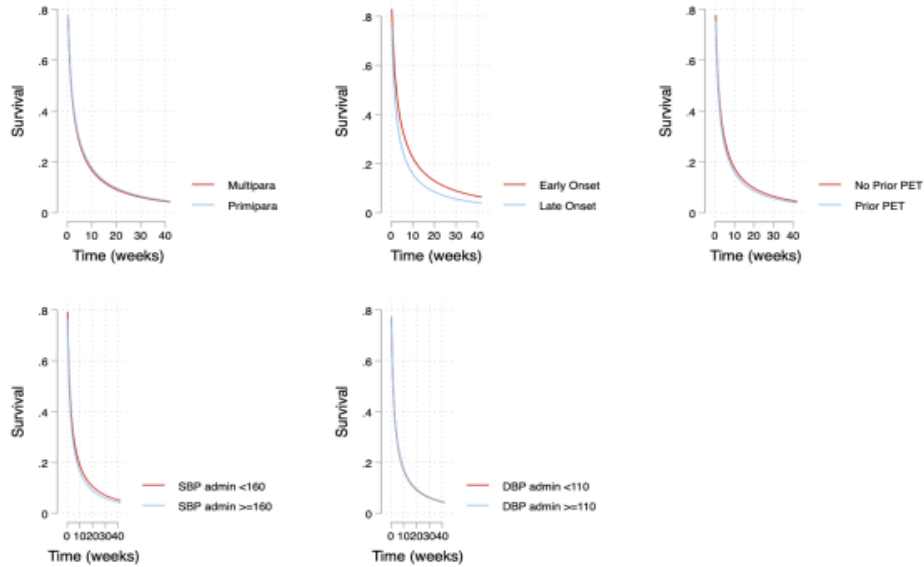 .8
.6
.4
.2
0
Survival
0 10 20 30 40
Time (weeks)
Multipara
Primipara
.8
.6
.4
.2
0
Survival
0 10 20 30 40
Time (weeks)
Early Onset
Late Onset
.8
.6
.4
.2
0
Survival
0 10 20 30 40
Time (weeks)
No Prior PET
Prior PET
.8
.6
.4
.2
0
Survival
0 10203040
Time (weeks)
SBP admin <160
SBP admin >=160
.8
.6
.4
.2
0
Survival
0 10203040
Time (weeks)
DBP admin <110
DBP admin >=110